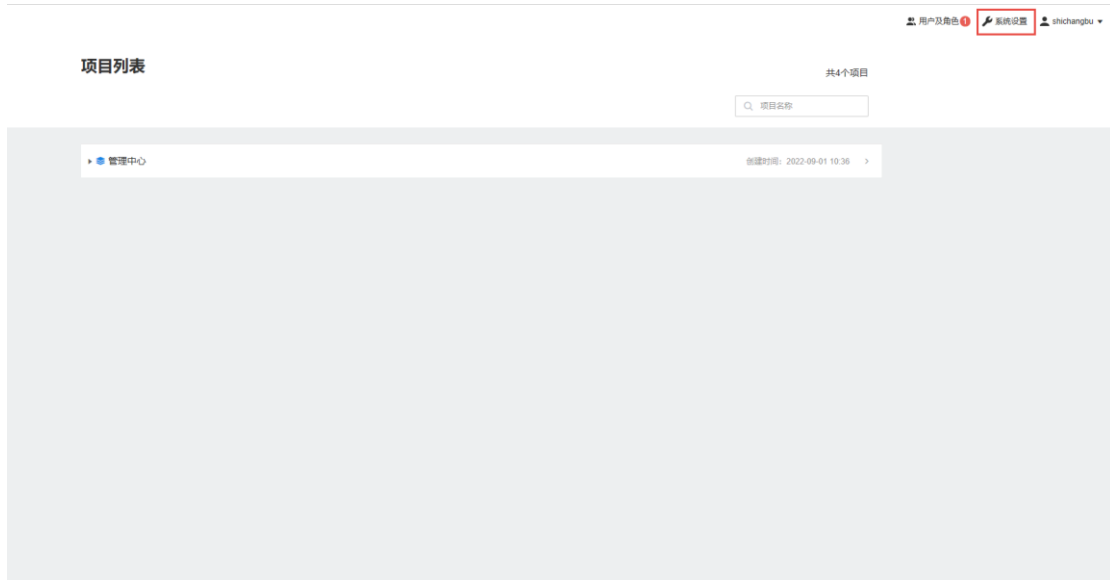 用户及角色 1 系统设置 shichangbu
项目列表
共4个项目
项目名称
管理中心 创建时间：2022-09-01 10:36